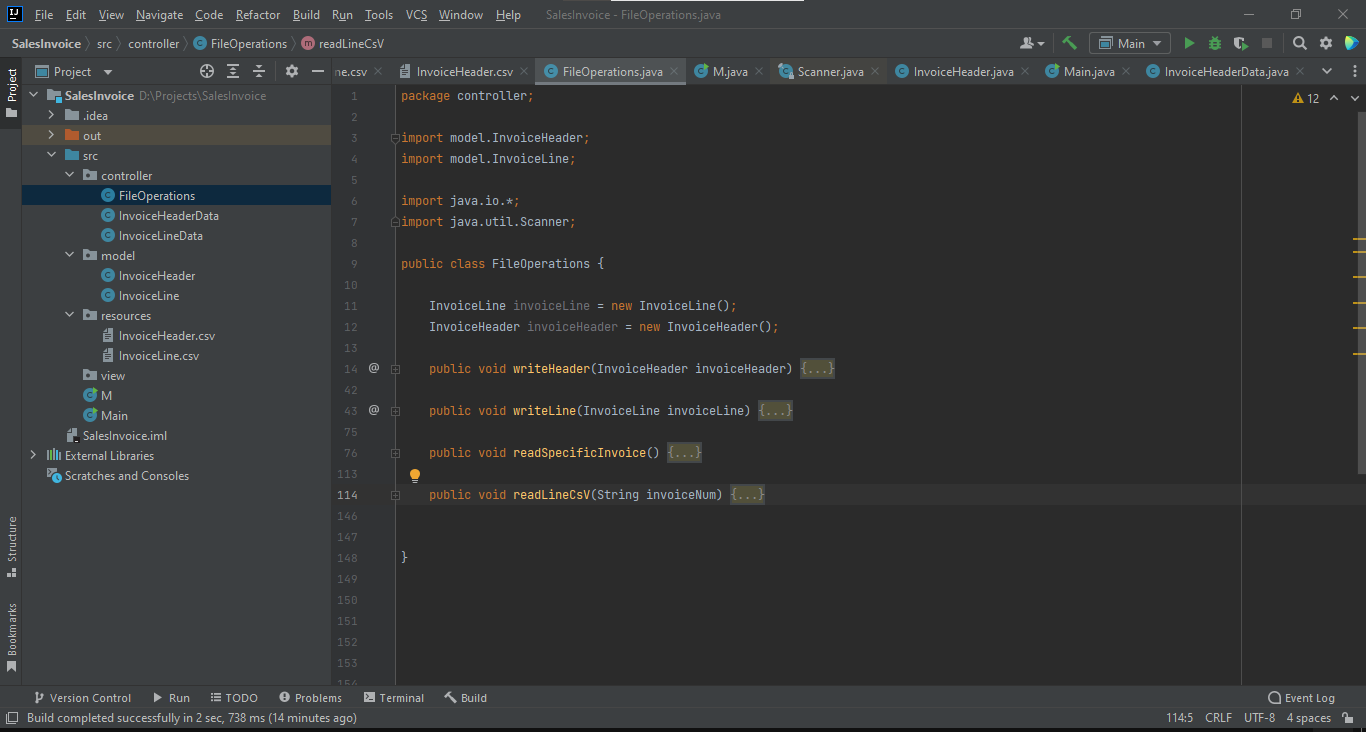 File Edit View Navigate Code Refactor Build Run Tools VCS Window Help SalesInvoice - FileOperations.java
SalesInvoice src controller FileOperations readLineCsV Main
Project ne.csv InvoiceHeader.csv FileOperations.java M.java Scanner.java InvoiceHeader.java Main.java InvoiceHeaderData.java
Project
SalesInvoice D:\Projects\SalesInvoice
.idea
out
src
controller
FileOperations
InvoiceHeaderData
InvoiceLineData
model
InvoiceHeader
InvoiceLine
resources
InvoiceHeader.csv
InvoiceLine.csv
view
M
Main
SalesInvoice.iml
External Libraries
Scratches and Consoles
Structure
Bookmarks
12
1 package controller;
2
3 import model.InvoiceHeader;
4 import model.InvoiceLine;
5
6 import java.io.*;
7 import java.util.Scanner;
8
9 public class FileOperations {
10
11 InvoiceLine invoiceLine = new InvoiceLine();
12 InvoiceHeader invoiceHeader = new InvoiceHeader();
13
14 @ public void writeHeader(InvoiceHeader invoiceHeader) {...}
42
43 @ public void writeLine(InvoiceLine invoiceLine) {...}
75
76 public void readSpecificInvoice() {...}
113
114 public void readLineCsV(String invoiceNum) {...}
146
147
148 }
149
150
151
152
153
154
Version Control Run TODO Problems Terminal Build Event Log
Build completed successfully in 2 sec, 738 ms (14 minutes ago) 114:5 CRLF UTF-8 4 spaces